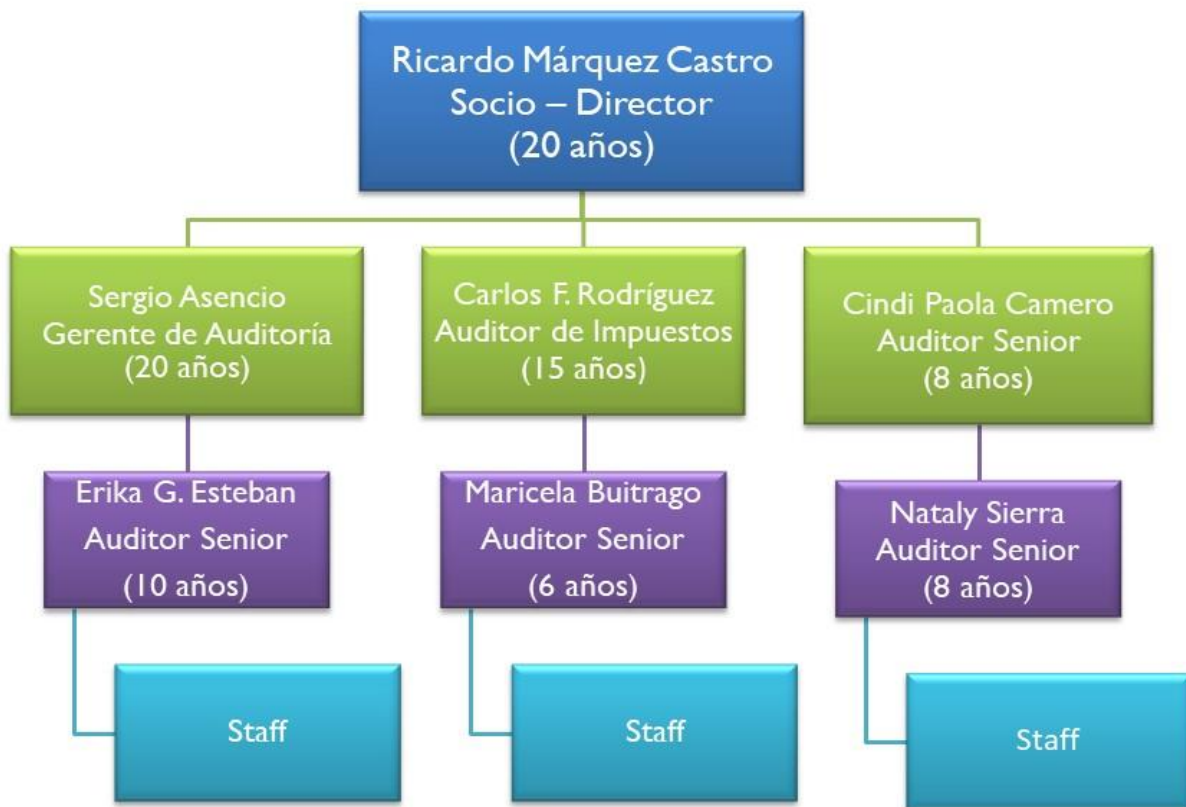 Ricardo Márquez Castro
Socio – Director
(20 años)
Sergio Asencio
Gerente de Auditoría
(20 años)
Carlos F. Rodríguez
Auditor de Impuestos
(15 años)
Cindi Paola Camero
Auditor Senior
(8 años)
Erika G. Esteban
Auditor Senior
(10 años)
Maricela Buitrago
Auditor Senior
(6 años)
Nataly Sierra
Auditor Senior
(8 años)
Staff
Staff
Staff